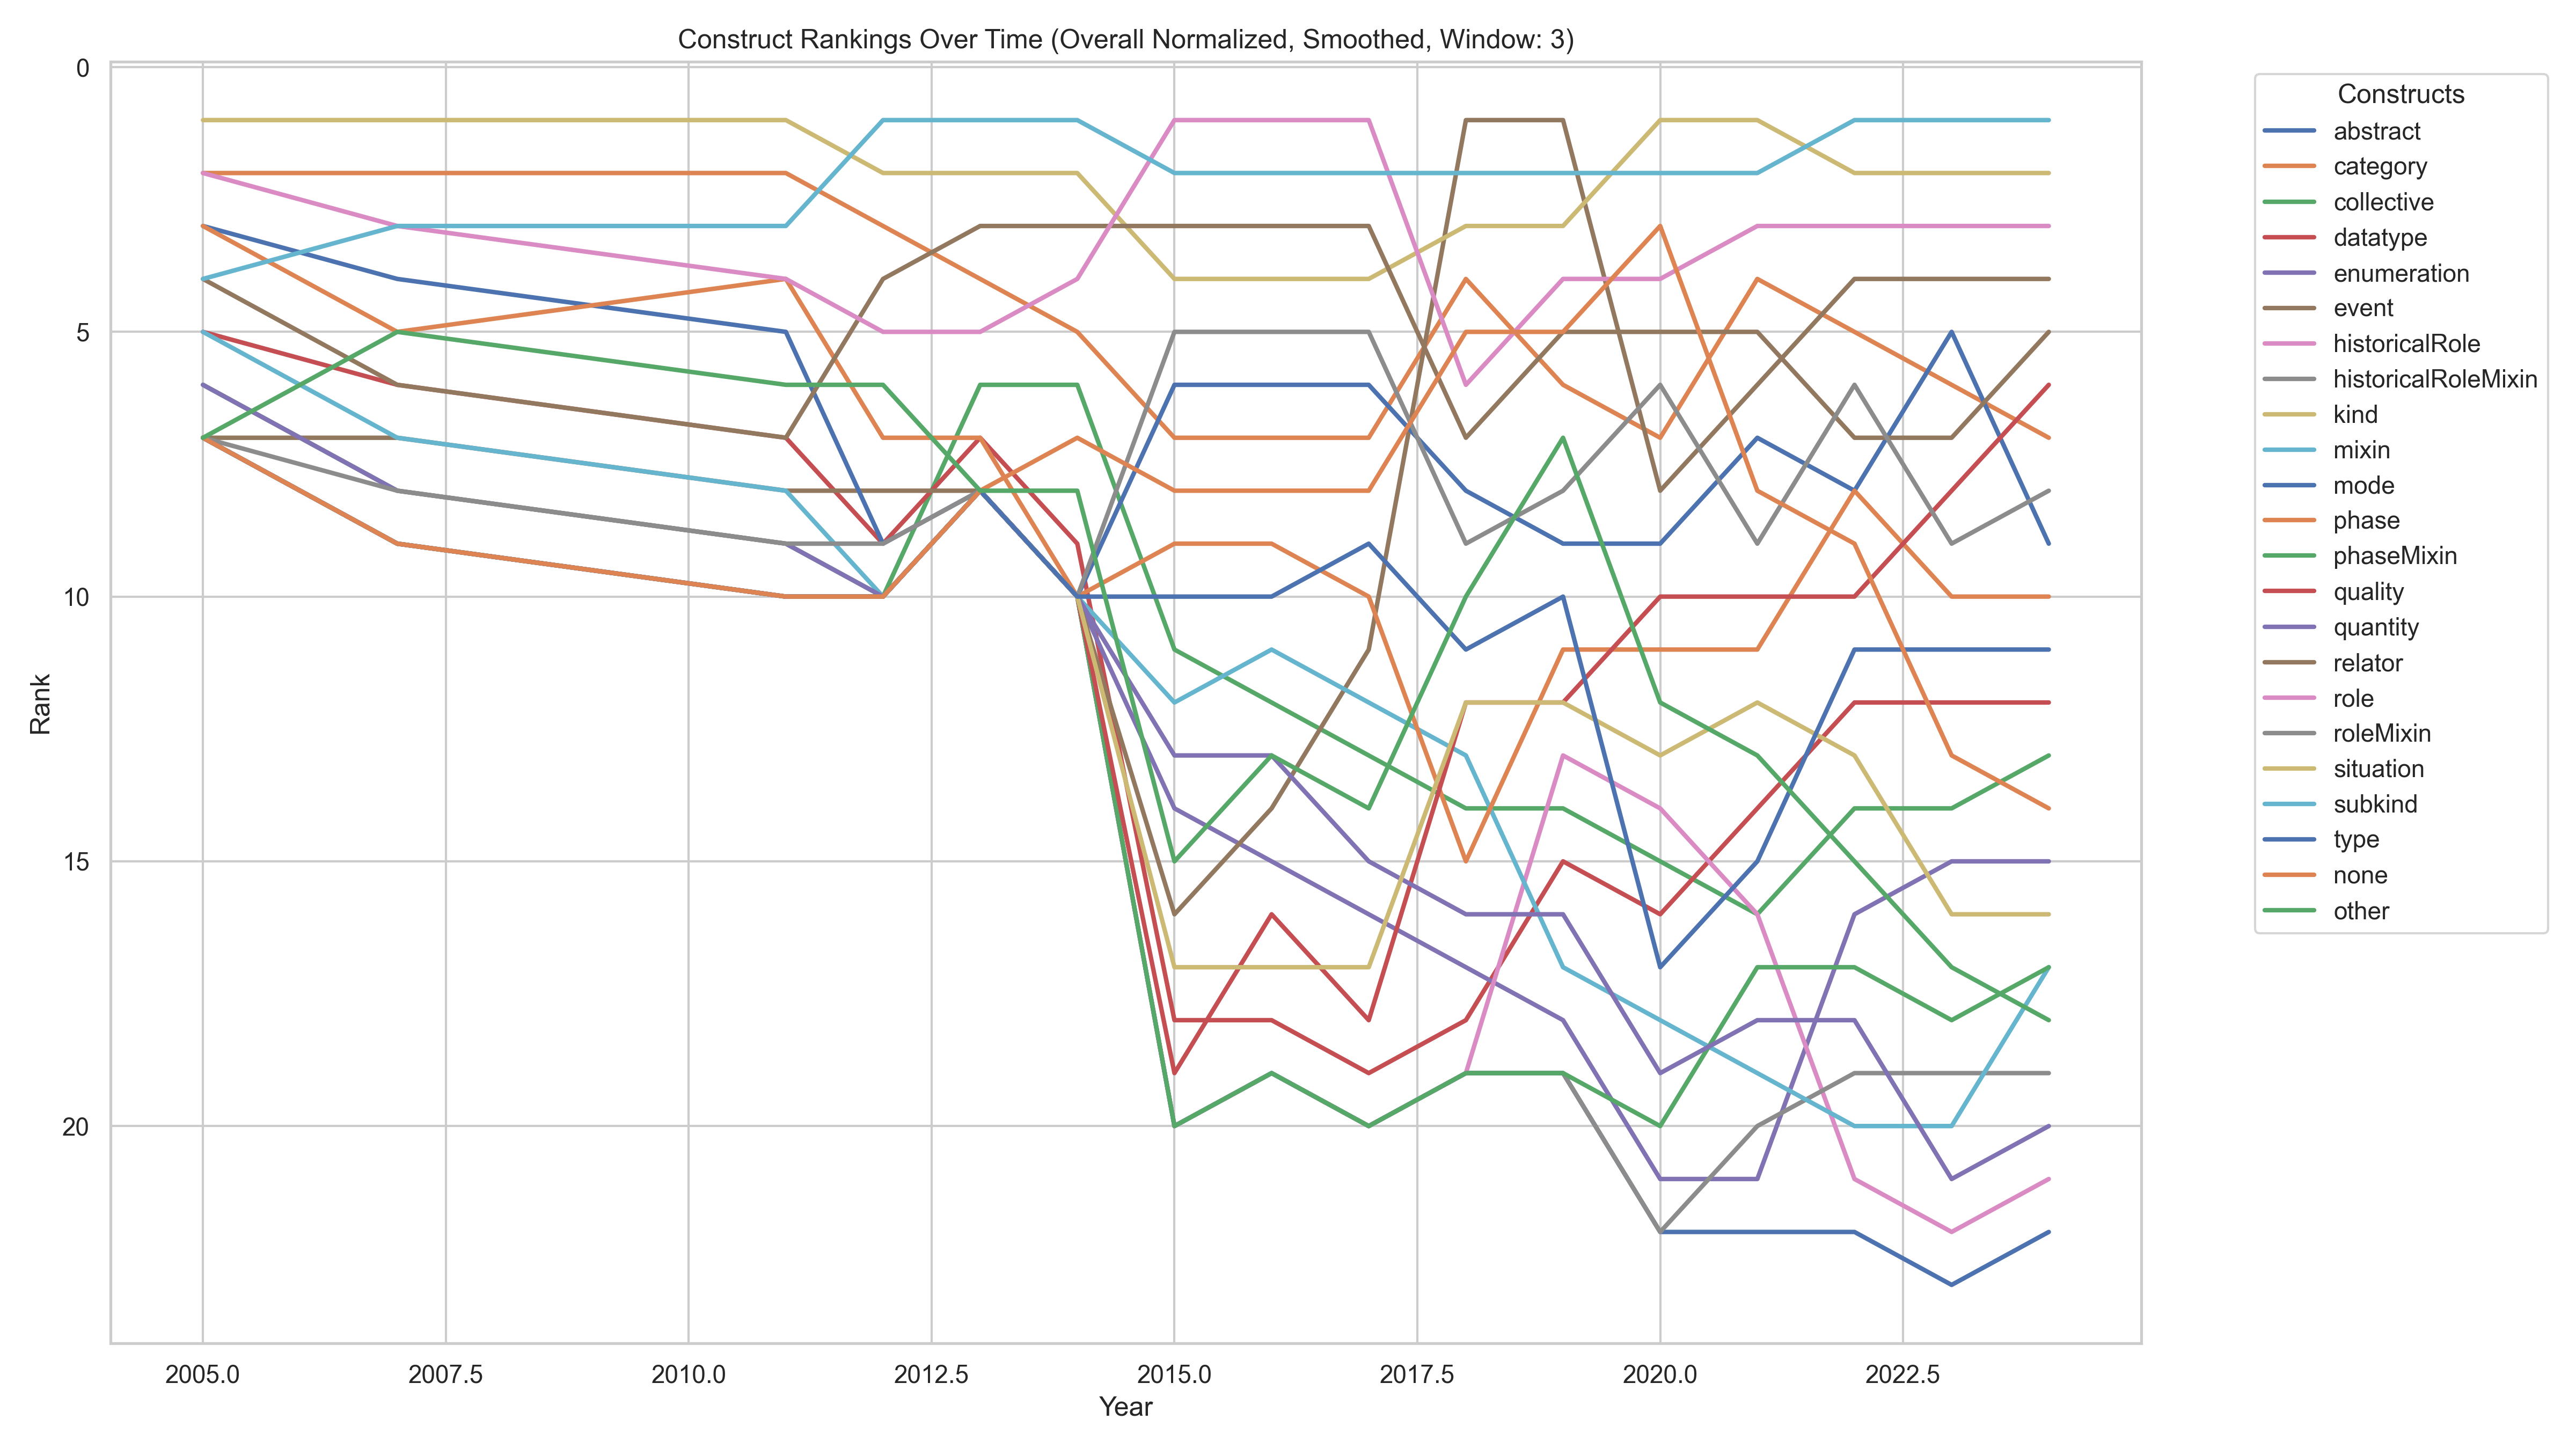 Construct Rankings Over Time (Overall Normalized, Smoothed, Window: 3)
0
5
10
15
20
Rank
2005.0
2007.5
2010.0
2012.5
2015.0
2017.5
2020.0
2022.5
Year
Constructs
abstract
category
collective
datatype
enumeration
event
historicalRole
historicalRoleMixin
kind
mixin
mode
phase
phaseMixin
quality
quantity
relator
role
roleMixin
situation
subkind
type
none
other